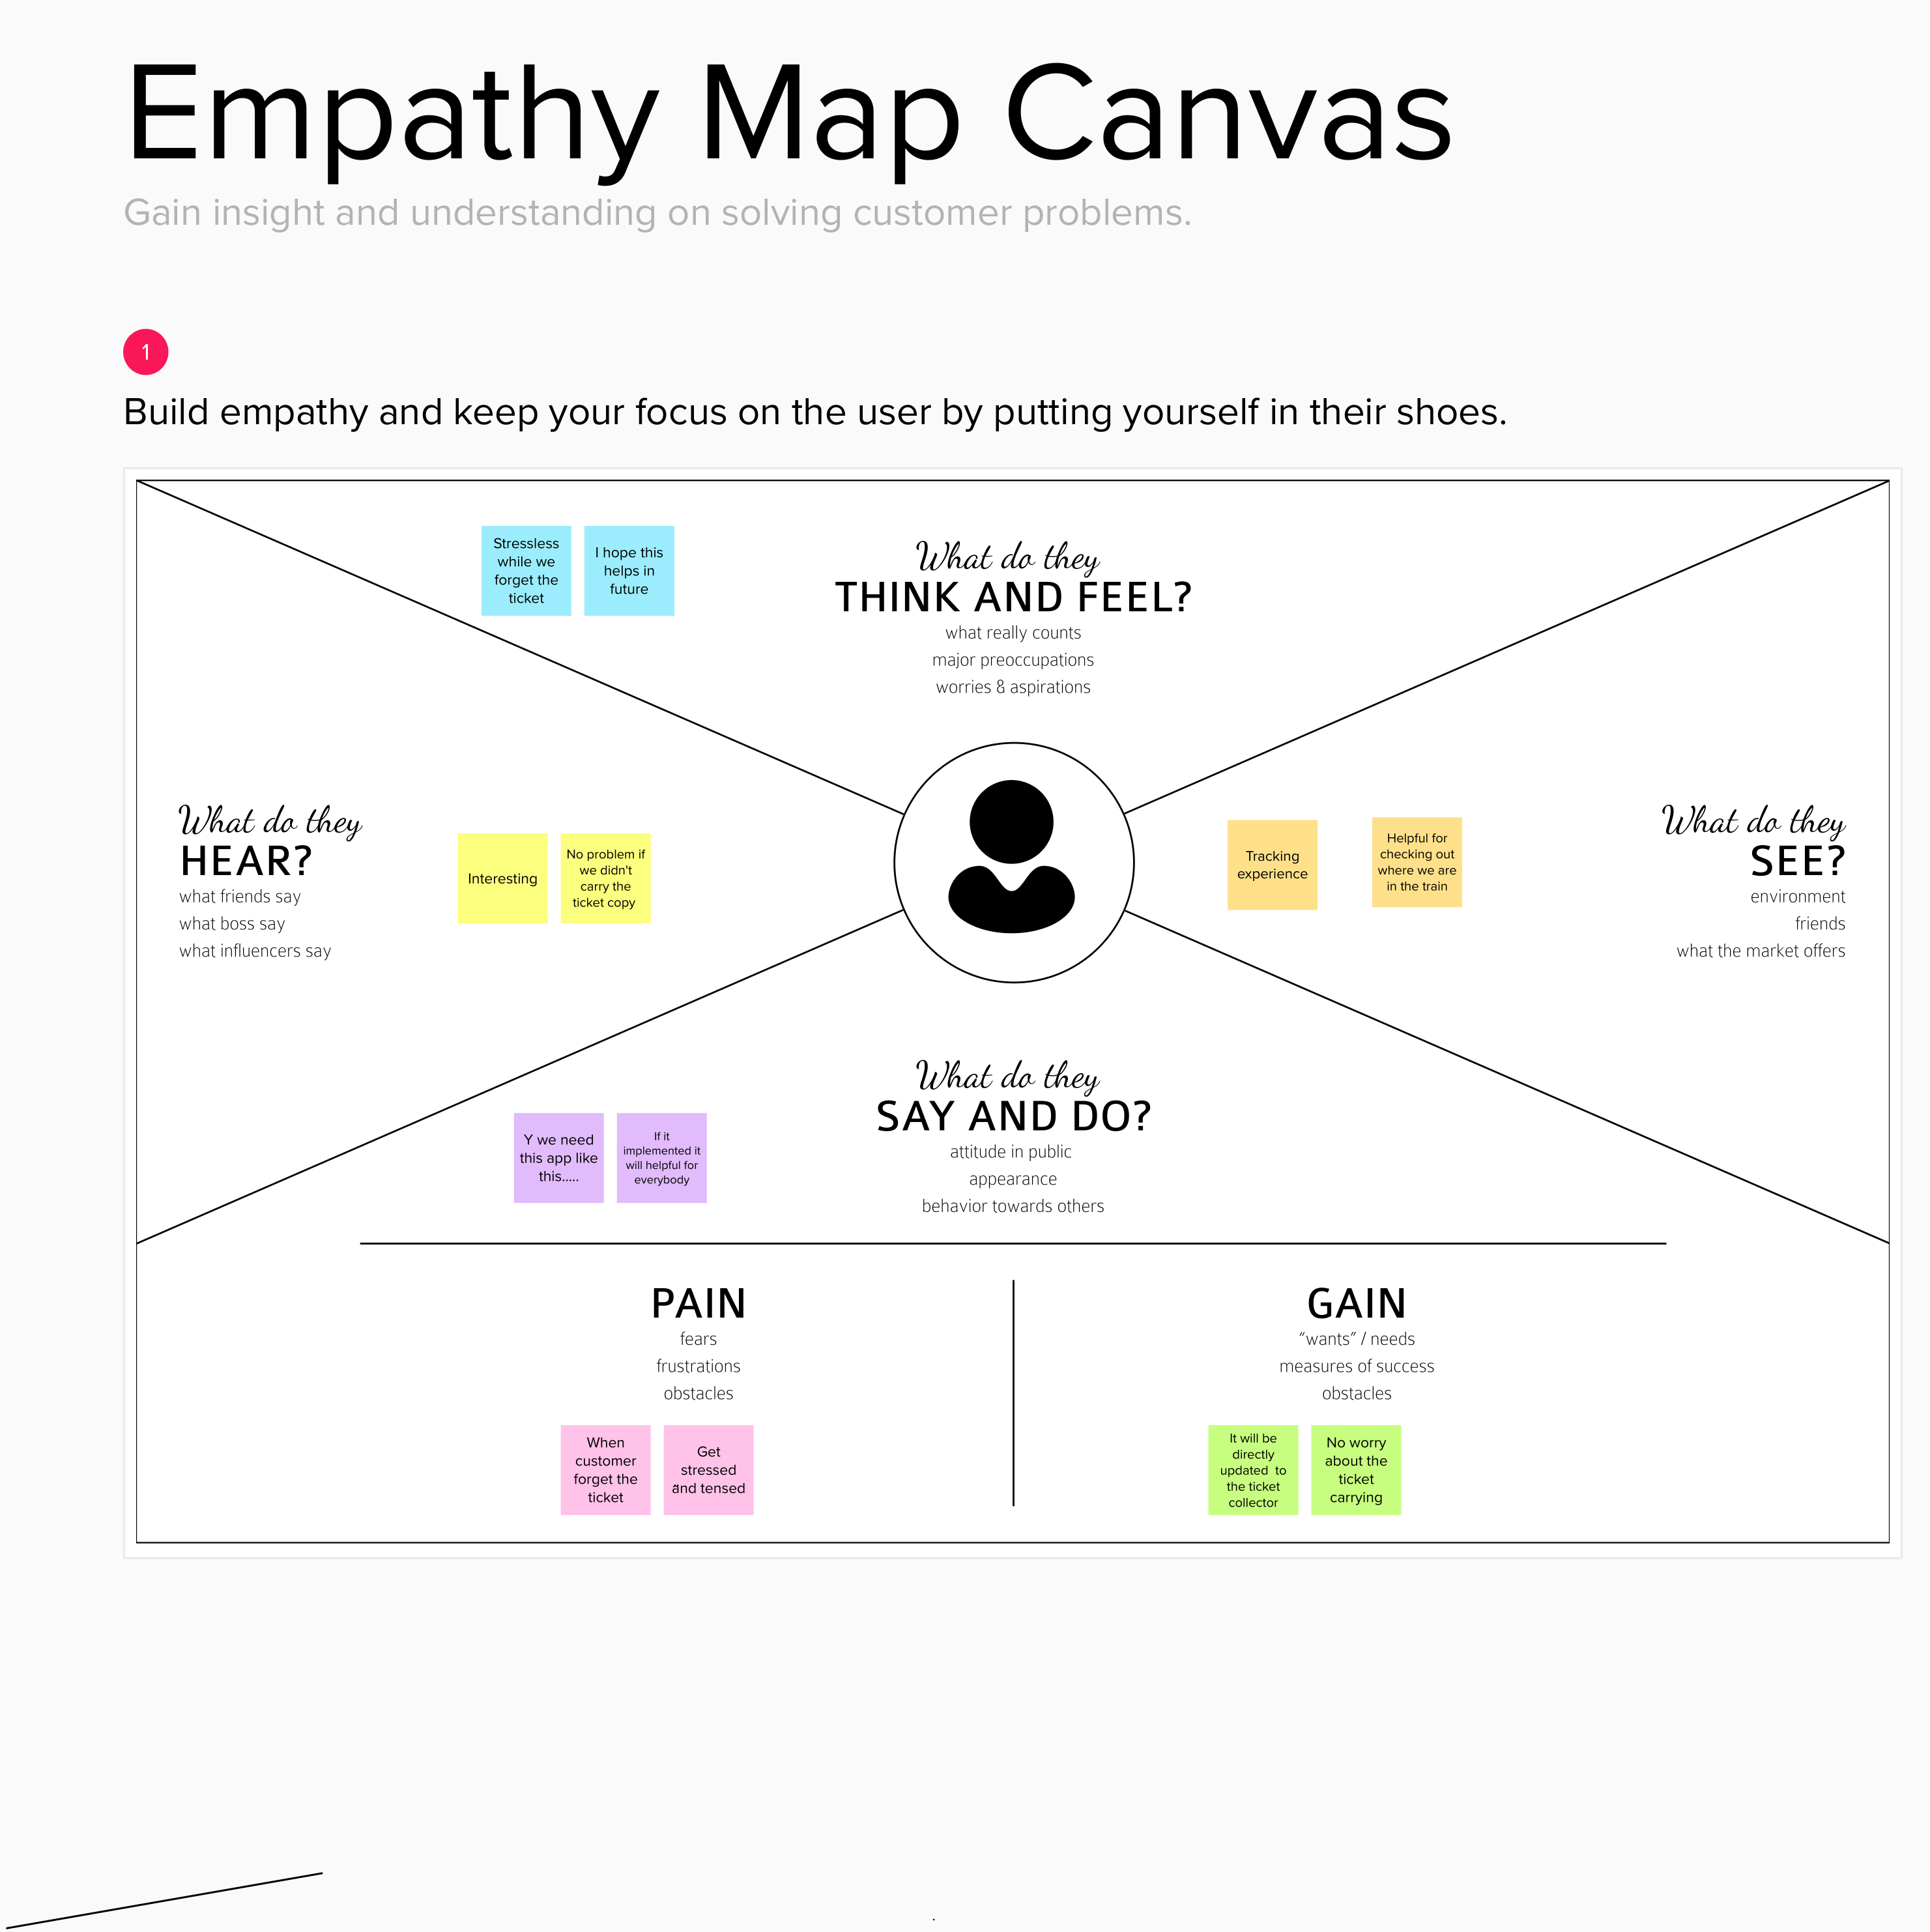 Empathy Map Canvas
Gain insight and understanding on solving customer problems.
1
Build empathy and keep your focus on the user by putting yourself in their shoes.
Stressless
while we
forget the
ticket
I hope this
helps in
future
What do they
THINK AND FEEL?
what really counts
major preoccupations
worries & aspirations
What do they
HEAR?
what friends say
what boss say
what influencers say
Interesting
No problem if
we didn't
carry the
ticket copy
Tracking
experience
Helpful for
checking out
where we are
in the train
What do they
SEE?
environment
friends
what the market offers
What do they
SAY AND DO?
attitude in public
appearance
behavior towards others
Y we need
this app like
this.....
If it
implemented it
will helpful for
everybody
PAIN
fears
frustrations
obstacles
When
customer
forget the
ticket
Get
stressed
and tensed
GAIN
“wants” / needs
measures of success
obstacles
It will be
directly
updated  to
the ticket
collector
No worry
about the
ticket
carrying